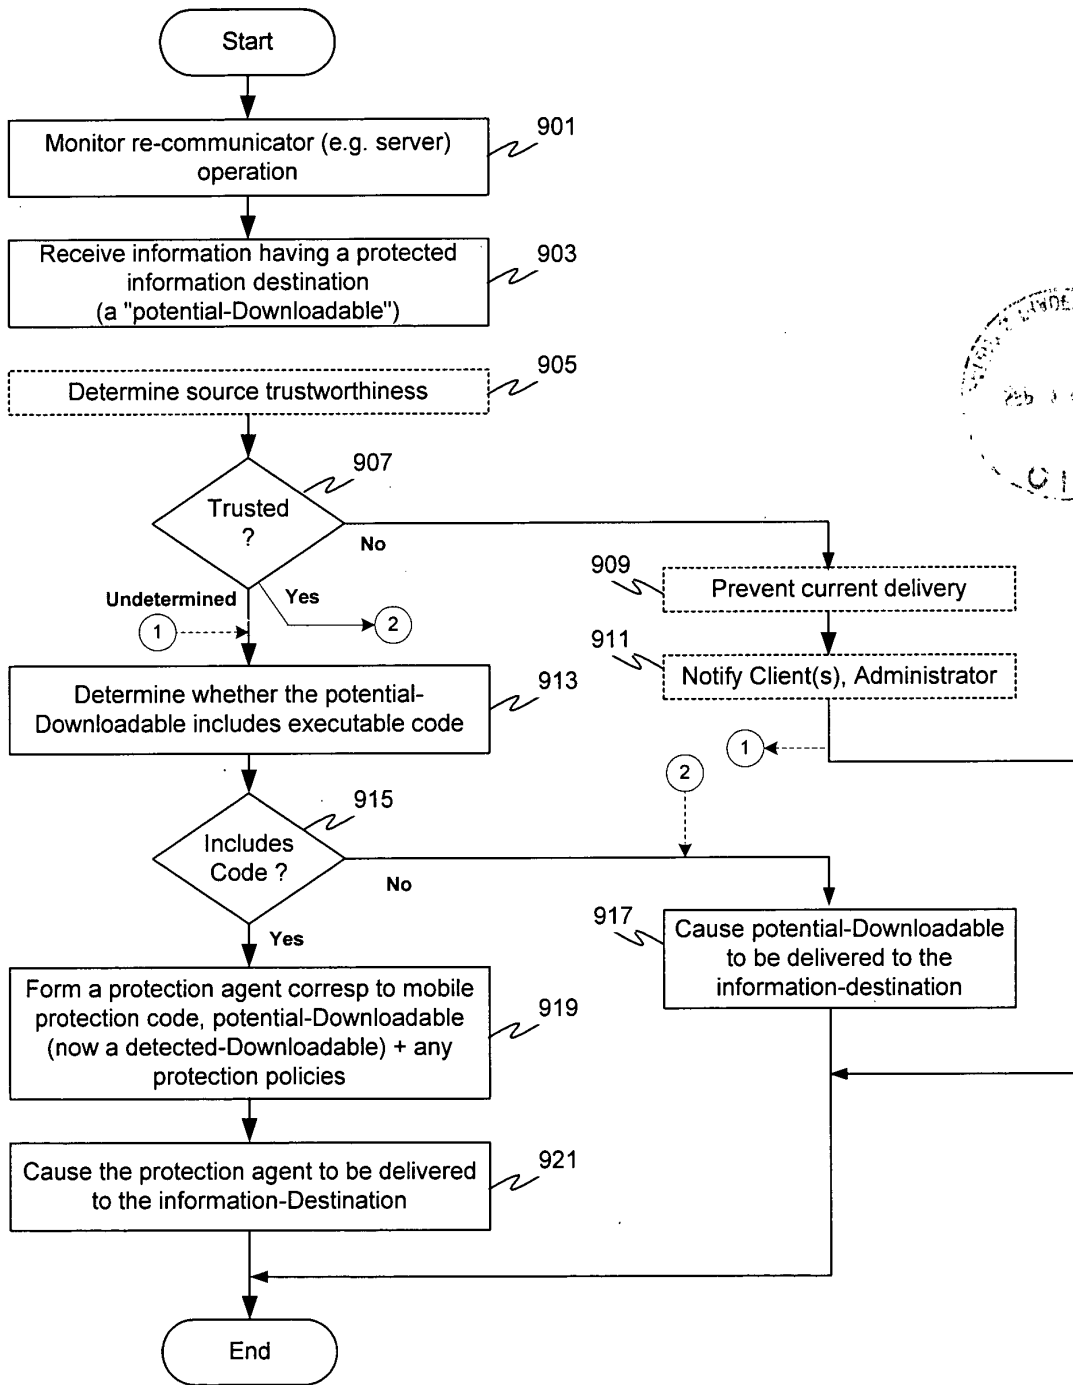 Start
Monitor re-communicator (e.g. server)
operation
901
Receive information having a protected
information destination
(a "potential-Downloadable")
903
Determine source trustworthiness
905
Trusted
?
907
No
Undetermined
Yes
1
2
909
Prevent current delivery
911
Notify Client(s), Administrator
1
2
Determine whether the potential-
Downloadable includes executable code
913
Includes
Code ?
915
No
Yes
917
Cause potential-Downloadable
to be delivered to the
information-destination
Form a protection agent corresp to mobile
protection code, potential-Downloadable
(now a detected-Downloadable) + any
protection policies
919
Cause the protection agent to be delivered
to the information-Destination
921
End